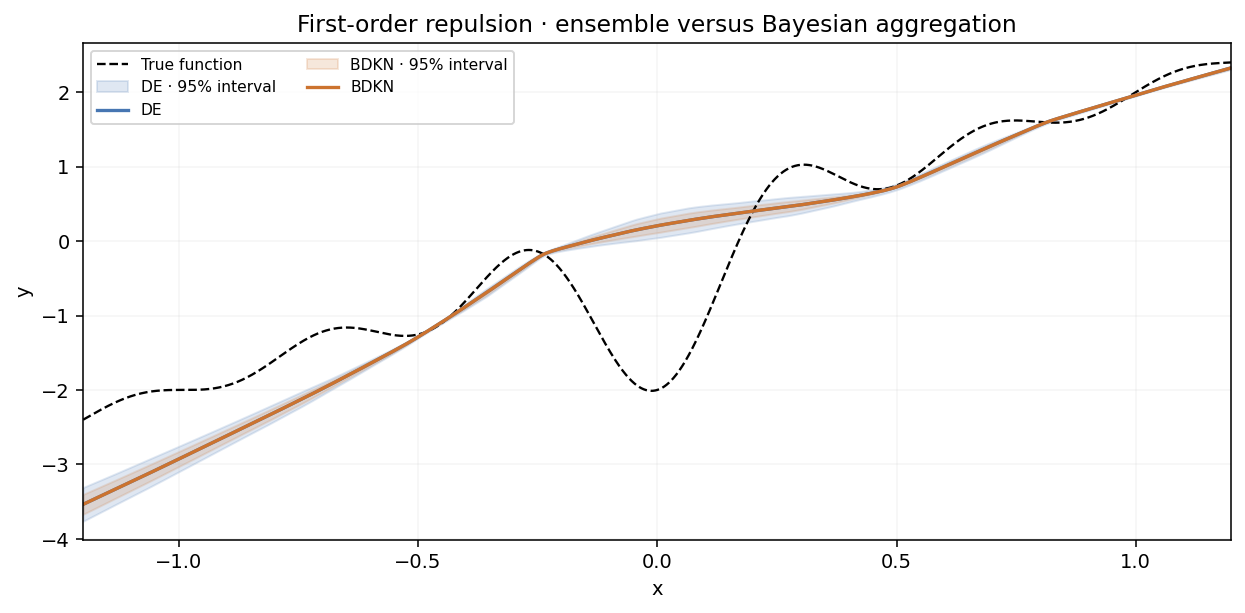 First-order repulsion · ensemble versus Bayesian aggregation
True function
DE · 95% interval
DE
BDKN · 95% interval
BDKN
y
2
1
0
−1
−2
−3
−4
−1.0
−0.5
0.0
0.5
1.0
x